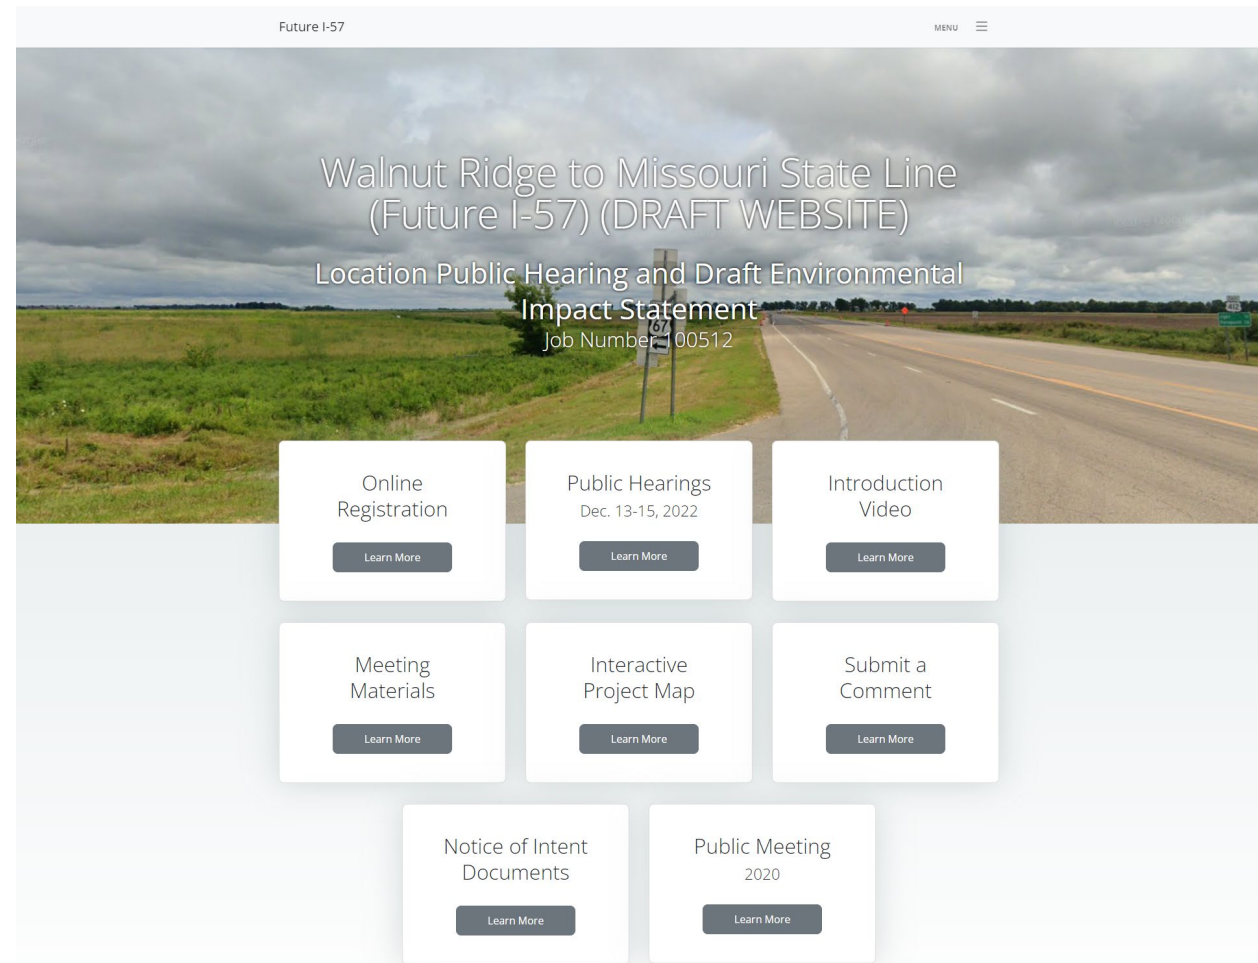 Future I-57
MENU
Walnut Ridge to Missouri State Line
(Future I-57) (DRAFT WEBSITE)
Location Public Hearing and Draft Environmental
Impact Statement
67
Job Number 100512
412
Online
Registration
Learn More
Public Hearings
Dec. 13-15, 2022
Learn More
Introduction
Video
Learn More
Meeting
Materials
Learn More
Interactive
Project Map
Learn More
Submit a
Comment
Learn More
Notice of Intent
Documents
Learn More
Public Meeting
2020
Learn More